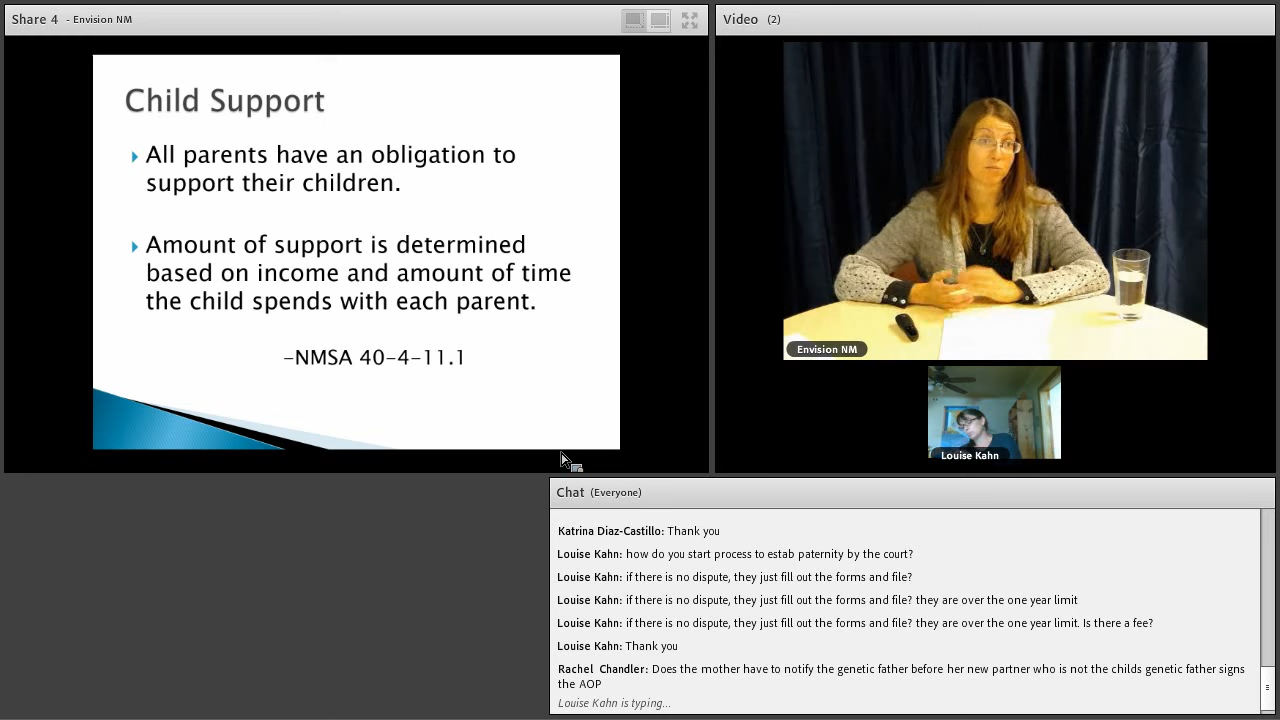 Share 4 - Envision NM
Child Support
All parents have an obligation to
support their children.
Amount of support is determined
based on income and amount of time
the child spends with each parent.
-NMSA 40-4-11.1
Video (2)
Envision NM
Louise Kahn
Chat (Everyone)
Katrina Diaz-Castillo: Thank you
Louise Kahn: how do you start process to estab paternity by the court?
Louise Kahn: if there is no dispute, they just fill out the forms and file?
Louise Kahn: if there is no dispute, they just fill out the forms and file? they are over the one year limit
Louise Kahn: if there is no dispute, they just fill out the forms and file? they are over the one year limit. Is there a fee?
Louise Kahn: Thank you
Rachel Chandler: Does the mother have to notify the genetic father before her new partner who is not the childs genetic father signs
the AOP
Louise Kahn is typing...